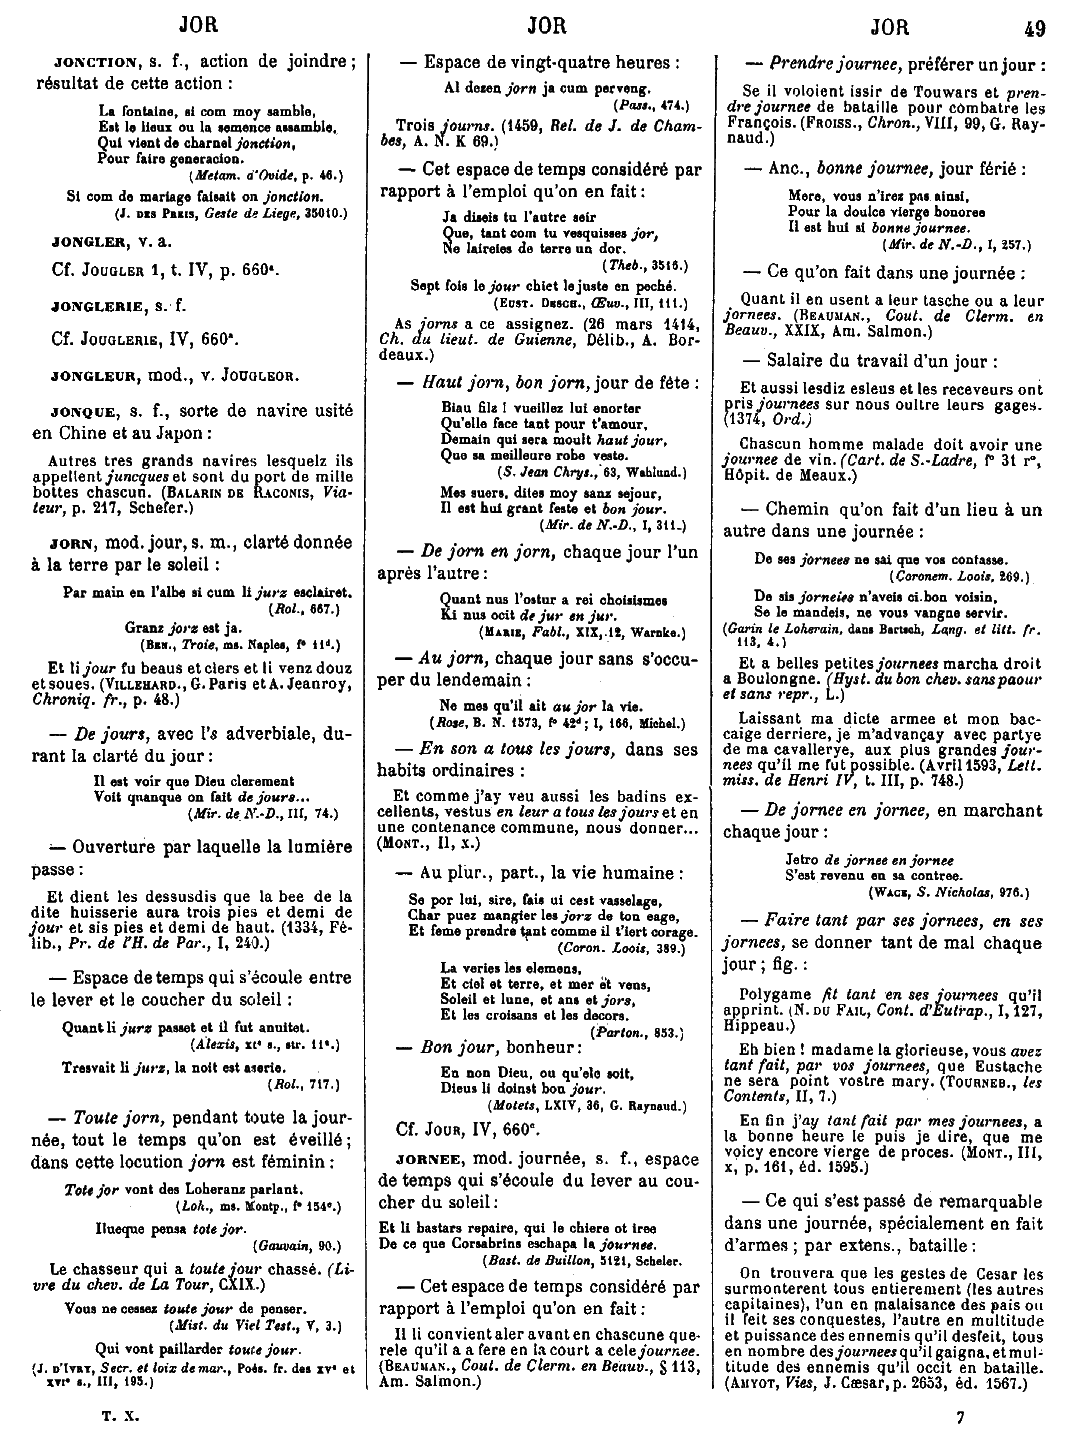 JOR JOR JOR 49
JONCTION, s. f., action de joindre ;
résultat de cette action :
La fontaine, si com moy samble,
Est le lieux ou la semence assamble,
Qui vient de charnel jonction,
Pour faire generacion.
(Metam. d'Ovide, p. 46.)
Si com de mariage faisait on jonction.
(J. DES PREIS, Geste de Liege, 35010.)
JONGLER, v. a.
Cf. JOUGLER 1, t. IV, p. 660ᵃ.
JONGLERIE, s. f.
Cf. JOUGLERIE, IV, 660ᵃ.
JONGLEUR, mod., v. JOUGLEOR.
JONQUE, s. f., sorte de navire usité
en Chine et au Japon :
Autres tres grands navires lesquelz ils
appellent juncques et sont du port de mille
bottes chascun. (BALARIN DE RACONIS, Via-
teur, p. 217, Schefer.)
JORN, mod. jour, s. m., clarté donnée
à la terre par le soleil :
Par main en l'albe si cum li jurz esclairet.
(Rol., 667.)
Granz jorz est ja.
(BEN., Troie, ms. Naples, fº 11ᵈ.)
Et li jour fu beaus et clers et li venz douz
et soues. (VILLEHARD., G. Paris et A. Jeanroy,
Chroniq. fr., p. 48.)
— De jours, avec l's adverbiale, du-
rant la clarté du jour :
Il est voir que Dieu clerement
Voit quanque on fait de jours...
(Mir. de N.-D., III, 74.)
— Ouverture par laquelle la lumière
passe :
Et dient les dessusdis que la bee de la
dite huisserie aura trois pies et demi de
jour et sis pies et demi de haut. (1334, Fé-
lib., Pr. de l'H. de Par., I, 240.)
— Espace de temps qui s'écoule entre
le lever et le coucher du soleil :
Quant li jurz passet et il fut anuitet.
(Alexis, XIᵉ s., str. 11ᵉ.)
Tresvait li jurz, la noit est aserie.
(Rol., 717.)
— Toute jorn, pendant toute la jour-
née, tout le temps qu'on est éveillé ;
dans cette locution jorn est féminin :
Tote jor vont des Loheranz parlant.
(Loh., ms. Montp., fº 154ᵉ.)
Ilueque pensa tote jor.
(Gauvain, 90.)
Le chasseur qui a toute jour chassé. (Li-
vre du chev. de La Tour, CXIX.)
Vous ne cessez toute jour de penser.
(Mist. du Viel Test., V, 3.)
Qui vont paillarder toute jour.
(J. D'IVRY, Secr. et loix de mar., Poés. fr. des XVᵉ et
XVIᵉ s., III, 195.)
T. X.
— Espace de vingt-quatre heures :
Al dezen jorn ja cum perveng.
(Pass., 474.)
Trois journs. (1459, Rel. de J. de Cham-
bes, A. N. K 69.)
— Cet espace de temps considéré par
rapport à l'emploi qu'on en fait :
Ja diseis tu l'autre seir
Que, tant com tu vesquisses jor,
Ne laireies de terre un dor.
(Theb., 3516.)
Sept fois le jour chiet le juste en peché.
(EUST. DESCH., Œuv., III, 111.)
As jorns a ce assignez. (26 mars 1414,
Ch. du lieut. de Guienne, Délib., A. Bor-
deaux.)
— Haut jorn, bon jorn, jour de fête :
Biau filz ! vueillez lui enorter
Qu'elle face tant pour t'amour,
Demain qui sera moult haut jour,
Que sa meilleure robe veste.
(S. Jean Chrys., 63, Wahlund.)
Mes suers, dites moy sanz sejour,
Il est hui grant feste et bon jour.
(Mir. de N.-D., I, 311.)
— De jorn en jorn, chaque jour l'un
après l'autre :
Quant nus l'ostur a rei choisismes
Ki nus ocit de jur en jur.
(MARIE, Fabl., XIX, 12, Warnke.)
— Au jorn, chaque jour sans s'occu-
per du lendemain :
Ne mes qu'il ait au jor la vie.
(Rose, B. N. 1573, fº 42ᵈ ; I, 166, Michel.)
— En son a tous les jours, dans ses
habits ordinaires :
Et comme j'ay veu aussi les badins ex-
cellents, vestus en leur a tous les jours et en
une contenance commune, nous donner...
(MONT., II, X.)
— Au plur., part., la vie humaine :
Se por lui, sire, fais ui cest vasselage,
Char puez mangier les jorz de ton eage,
Et feme prendre tant comme il t'iert corage.
(Coron. Loois, 389.)
La veries les elemens,
Et ciel et terre, et mer et vens,
Soleil et lune, et ans et jors,
Et les croisans et les decors.
(Parton., 853.)
— Bon jour, bonheur :
En non Dieu, ou qu'ele soit,
Dieus li doinst bon jour.
(Motets, LXIV, 36, G. Raynaud.)
Cf. JOUR, IV, 660ᶜ.
JORNEE, mod. journée, s. f., espace
de temps qui s'écoule du lever au cou-
cher du soleil :
Et li bastars repaire, qui le chiere ot iree
De ce que Corsabrins eschapa la journee.
(Bast. de Buillon, 5121, Scheler.
— Cet espace de temps considéré par
rapport à l'emploi qu'on en fait :
Il li convient aler avant en chascune que-
rele qu'il a a fere en la court a cele journee.
(BEAUMAN., Cout. de Clerm. en Beauv., § 113,
Am. Salmon.)
— Prendre journee, préférer un jour :
Se il voloient issir de Touwars et pren-
dre journee de bataille pour combatre les
François. (FROISS., Chron., VIII, 99, G. Ray-
naud.)
— Anc., bonne journee, jour férié :
Mere, vous n'irez pas ainsi,
Pour la doulce vierge honoree
Il est hui si bonne journee.
(Mir. de N.-D., I, 257.)
— Ce qu'on fait dans une journée :
Quant il en usent a leur tasche ou a leur
jornees. (BEAUMAN., Cout. de Clerm. en
Beauv., XXIX, Am. Salmon.)
— Salaire du travail d'un jour :
Et aussi lesdiz esleus et les receveurs ont
pris journees sur nous oultre leurs gages.
(1374, Ord.)
Chascun homme malade doit avoir une
journee de vin. (Cart. de S.-Ladre, fº 31 rº,
Hôpit. de Meaux.)
— Chemin qu'on fait d'un lieu à un
autre dans une journée :
De ses jornees ne sai que vos contasse.
(Coronem. Loois, 269.)
De sis jorneies n'aveis oi bon voisin,
Se le mandeis, ne vous vangne servir.
(Garin le Loherain, dans Bartsch, Lang. et litt. fr.
113, 4.)
Et a belles petites journees marcha droit
a Boulongne. (Hyst. du bon chev. sans paour
et sans repr., L.)
Laissant ma dicte armee et mon bac-
caige derriere, je m'advançay avec partye
de ma cavallerye, aux plus grandes jour-
nees qu'il me fut possible. (Avril 1593, Lett.
miss. de Henri IV, t. III, p. 748.)
— De jornee en jornee, en marchant
chaque jour :
Jetro de jornee en jornee
S'est revenu en sa contree.
(WACE, S. Nicholas, 976.)
— Faire tant par ses jornees, en ses
jornees, se donner tant de mal chaque
jour ; fig. :
Polygame fit tant en ses journees qu'il
apprint. (N. DU FAIL, Cont. d'Eutrap., I, 127,
Hippeau.)
Eh bien ! madame la glorieuse, vous avez
tant fait, par vos journees, que Eustache
ne sera point vostre mary. (TOURNEB., les
Contents, II, 7.)
En fin j'ay tant fait par mes journees, a
la bonne heure le puis je dire, que me
voicy encore vierge de proces. (MONT., III,
X, p. 161, éd. 1595.)
— Ce qui s'est passé de remarquable
dans une journée, spécialement en fait
d'armes ; par extens., bataille :
On trouvera que les gestes de Cesar les
surmonterent tous entierement (les autres
capitaines), l'un en malaisance des pais ou
il feit ses conquestes, l'autre en multitude
et puissance des ennemis qu'il desfeit, tous
en nombre des journees qu'il gaigna, et mul-
titude des ennemis qu'il occit en bataille.
(AMYOT, Vies, J. Cæsar, p. 2653, éd. 1567.)
7